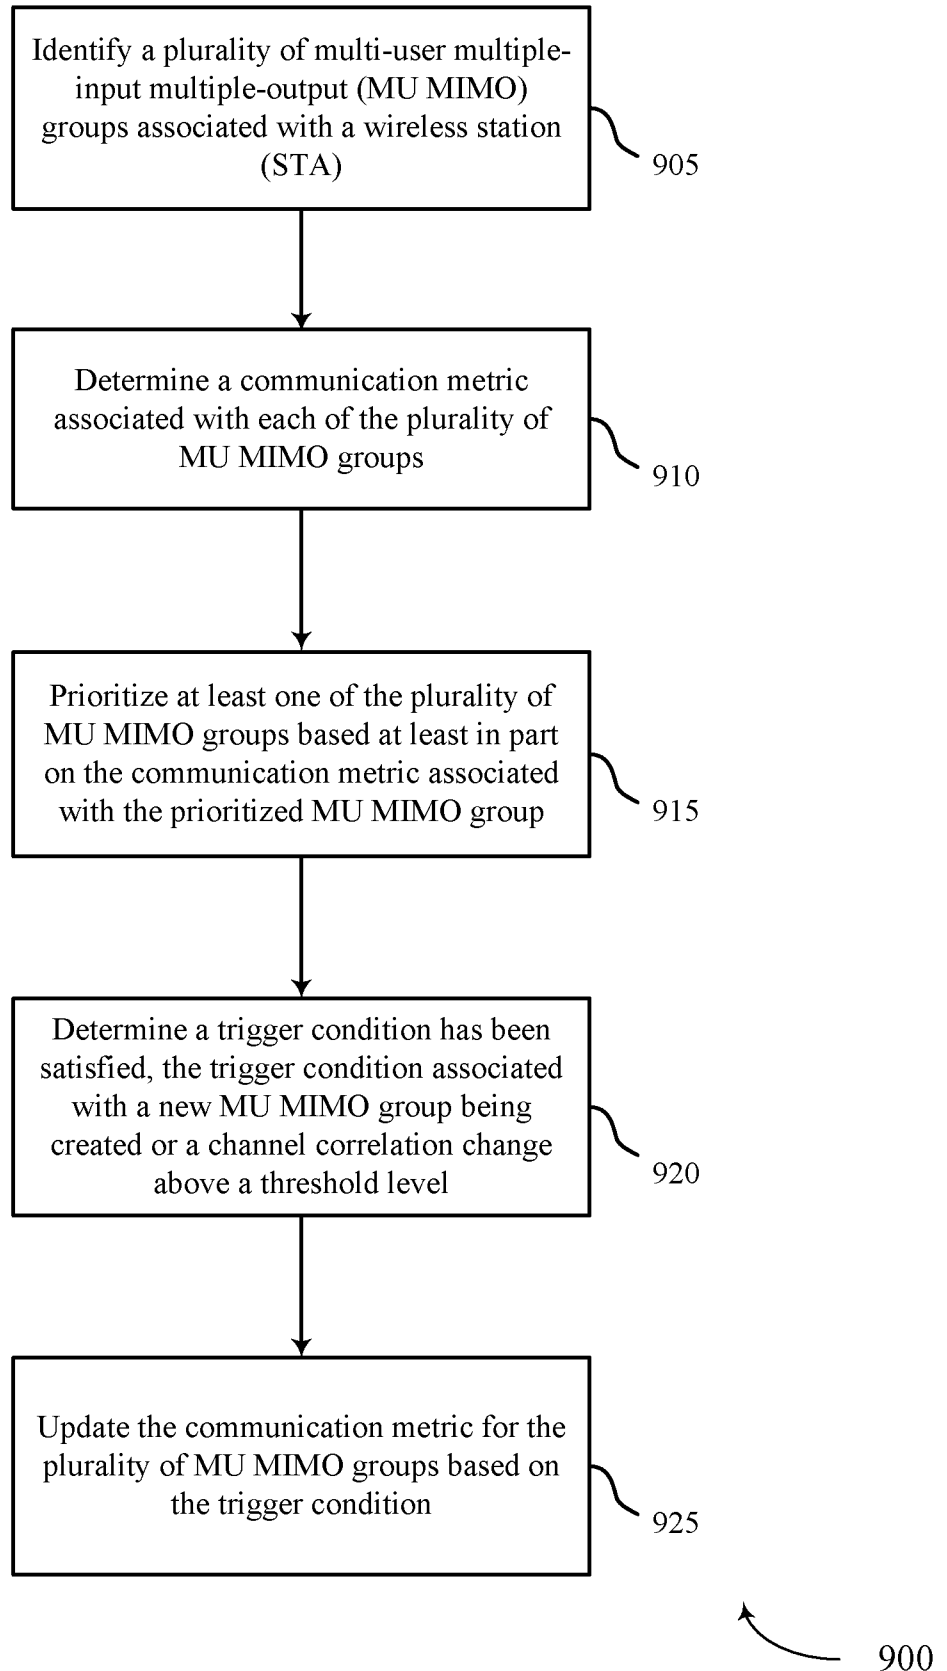 Identify a plurality of multi-user multiple-
input multiple-output (MU MIMO)
groups associated with a wireless station
(STA)
905
Determine a communication metric
associated with each of the plurality of
MU MIMO groups
910
Prioritize at least one of the plurality of
MU MIMO groups based at least in part
on the communication metric associated
with the prioritized MU MIMO group
915
Determine a trigger condition has been
satisfied, the trigger condition associated
with a new MU MIMO group being
created or a channel correlation change
above a threshold level
920
Update the communication metric for the
plurality of MU MIMO groups based on
the trigger condition
925
900